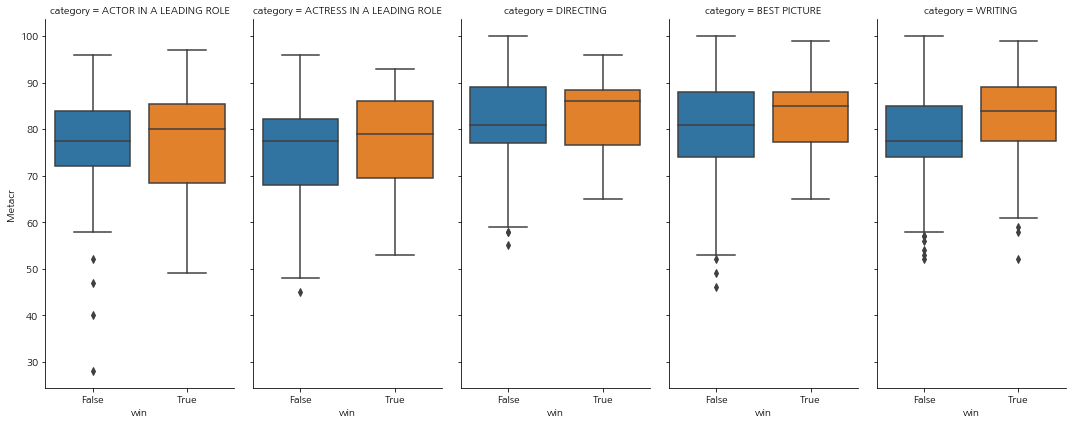 category = ACTOR IN A LEADING ROLE
category = ACTRESS IN A LEADING ROLE
category = DIRECTING
category = BEST PICTURE
category = WRITING
100
90
80
70
60
50
40
30
Metacr
False
True
False
True
False
True
False
True
False
True
win
win
win
win
win